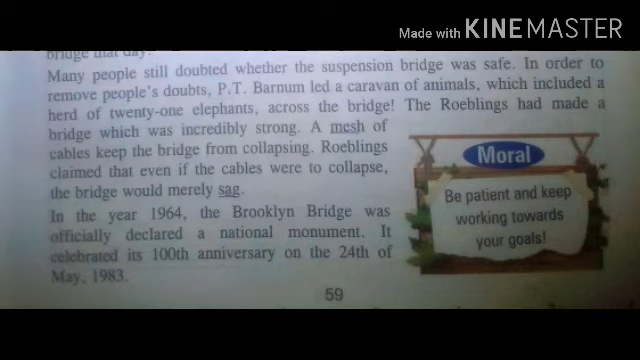 Made with KINEMASTER
bridge that day.
Many people still doubted whether the suspension bridge was safe. In order to
remove people's doubts, P.T. Barnum led a caravan of animals, which included a
herd of twenty-one elephants, across the bridge! The Roeblings had made a
bridge which was incredibly strong. A mesh of
cables keep the bridge from collapsing. Roeblings
claimed that even if the cables were to collapse,
the bridge would merely sag.
In the year 1964, the Brooklyn Bridge was
officially declared a national monument. It
celebrated its 100th anniversary on the 24th of
May, 1983.
Moral
Be patient and keep
working towards
your goals!
59